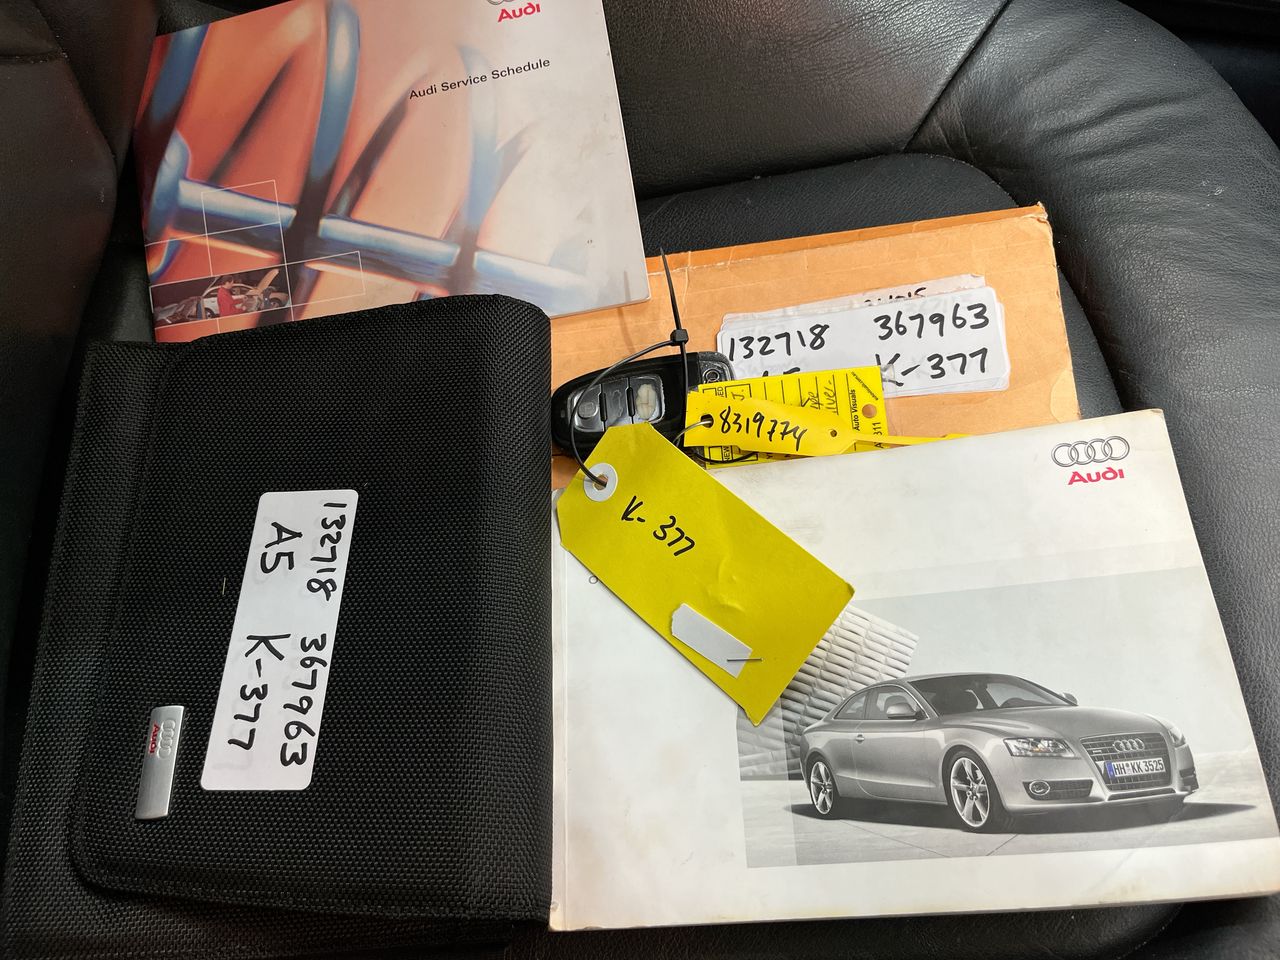 Audi
Audi Service Schedule
132718 367963
K-377
8319774
Auto Visuals
K-377
Audi
HH KK 3525
132718 367963
A5 K-377
Audi